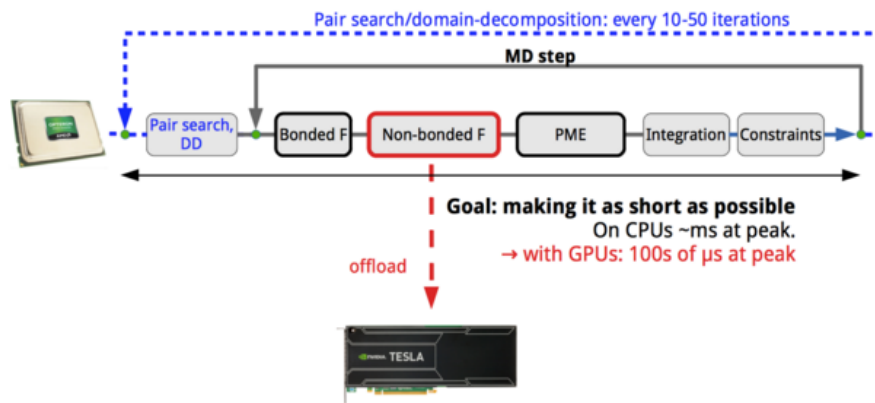 Pair search/domain-decomposition: every 10-50 iterations
MD step
Pair search,
DD
Bonded F
Non-bonded F
PME
Integration
Constraints
Goal: making it as short as possible
On CPUs ~ms at peak.
→ with GPUs: 100s of µs at peak
offload
NVIDIA TESLA